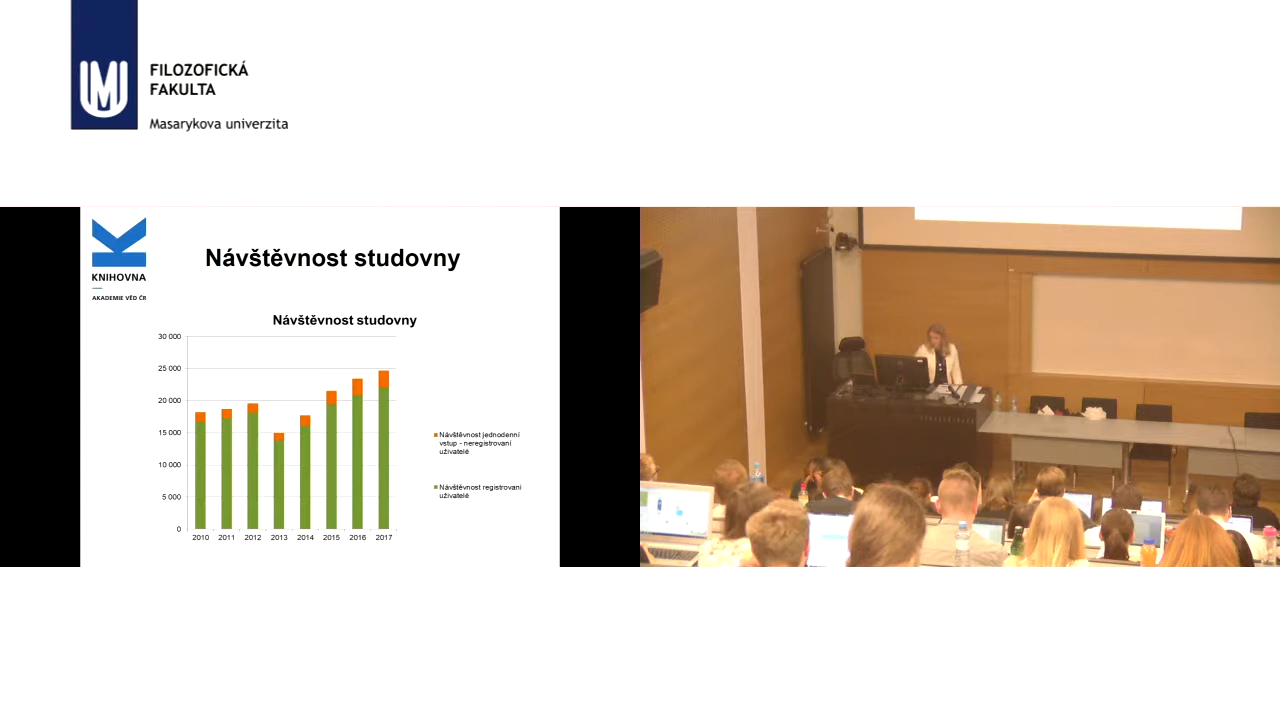 FILOZOFICKÁ
FAKULTA
Masarykova univerzita
KNIHOVNA
AKADEMIE VĚD ČR
Návštěvnost studovny
Návštěvnost studovny
30 000
25 000
20 000
15 000
10 000
5 000
0
2010 2011 2012 2013 2014 2015 2016 2017
Návštěvnost jednodenní
vstup - neregistrovaní
uživatelé
Návštěvnost registrovaní
uživatelé